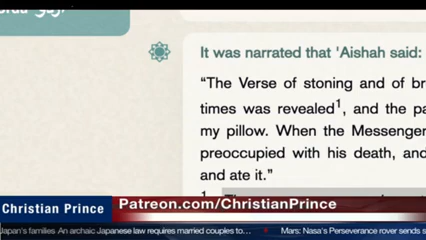 اردو
It was narrated that 'Aishah said:
"The Verse of stoning and of br
times was revealed1, and the pa
my pillow. When the Messenger
preoccupied with his death, and
and ate it."
Christian Prince
Patreon.com/ChristianPrince
Japan's families - An archaic Japanese law requires married couples to...
Mars: Nasa's Perseverance rover sends s